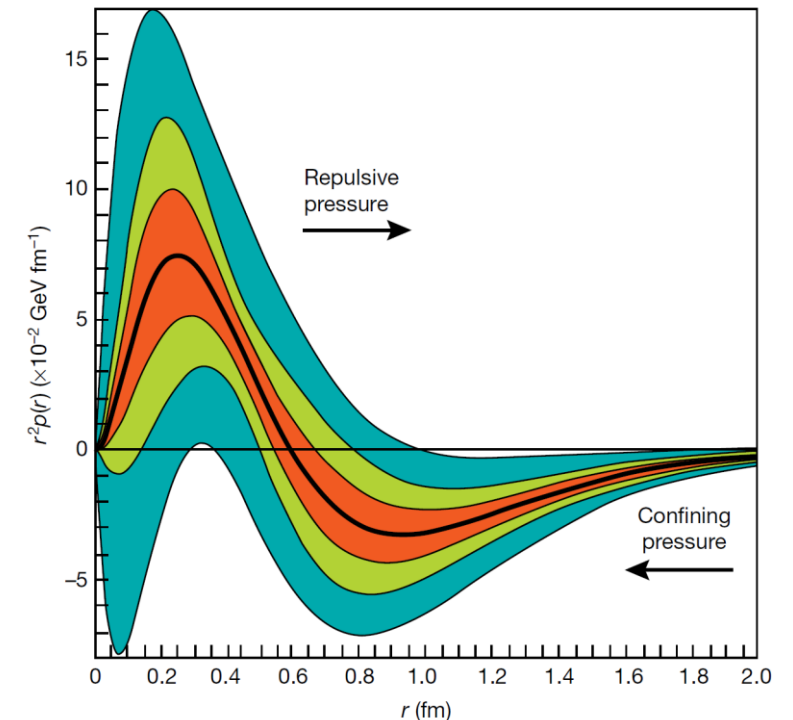 15
10
5
0
–5
r²p(r) (×10⁻² GeV fm⁻¹)
Repulsive
pressure
Confining
pressure
0 0.2 0.4 0.6 0.8 1.0 1.2 1.4 1.6 1.8 2.0
r (fm)